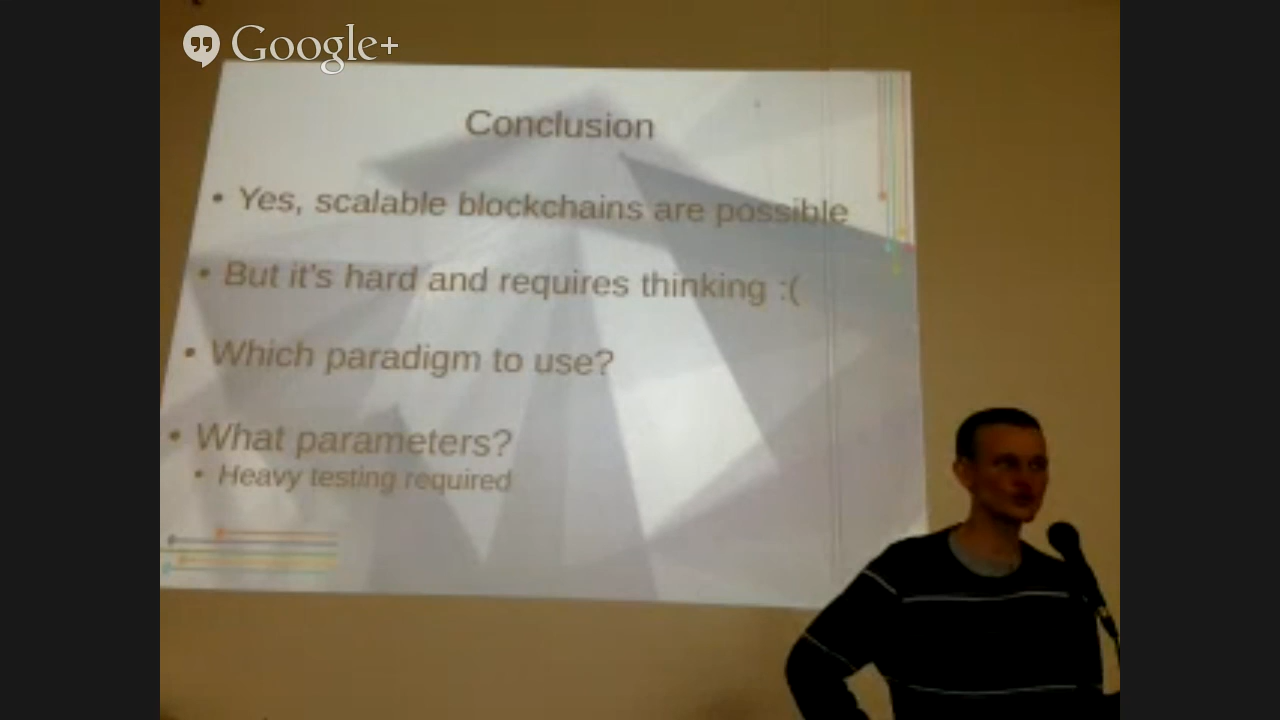 Google+
Conclusion
• Yes, scalable blockchains are possible
• But it's hard and requires thinking :(
• Which paradigm to use?
• What parameters?
• Heavy testing required